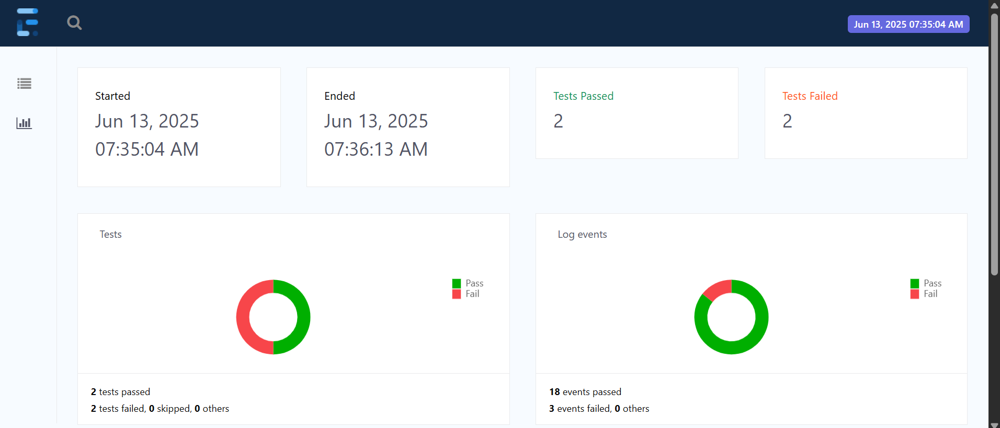 Jun 13, 2025 07:35:04 AM
Started
Jun 13, 2025
07:35:04 AM
Ended
Jun 13, 2025
07:36:13 AM
Tests Passed
2
Tests Failed
2
Tests
Pass
Fail
2 tests passed
2 tests failed, 0 skipped, 0 others
Log events
Pass
Fail
18 events passed
3 events failed, 0 others